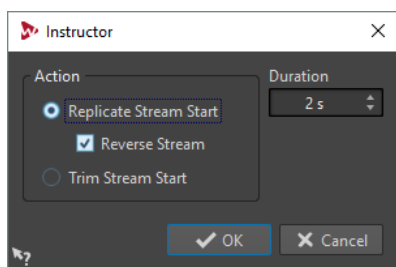 Instructor
Action
Duration
Replicate Stream Start
2 s
Reverse Stream
Trim Stream Start
OK
Cancel
?